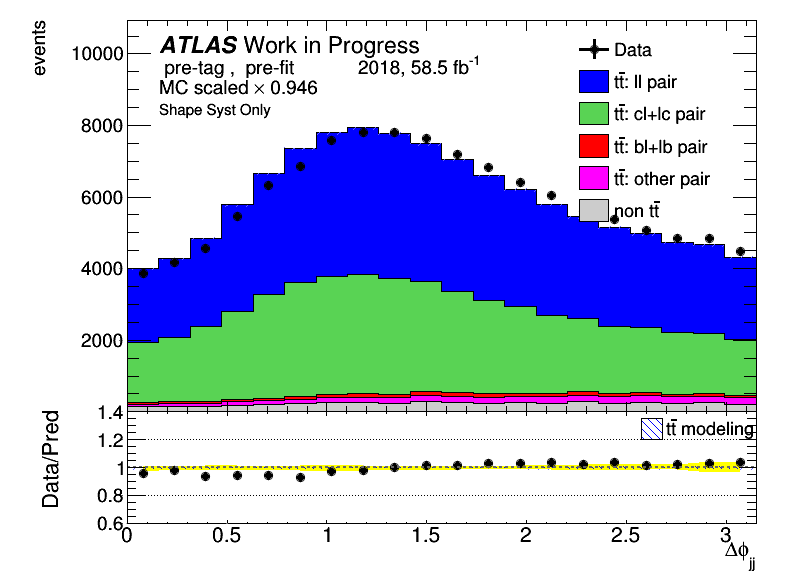 events
10000
8000
6000
4000
2000
ATLAS Work in Progress
pre-tag , pre-fit 2018, 58.5 fb⁻¹
MC scaled × 0.946
Shape Syst Only
Data
tt̄: ll pair
tt̄: cl+lc pair
tt̄: bl+lb pair
tt̄: other pair
non tt̄
Data/Pred
1.4
1.2
1
0.8
0.6
tt̄ modeling
0 0.5 1 1.5 2 2.5 3
Δϕjj